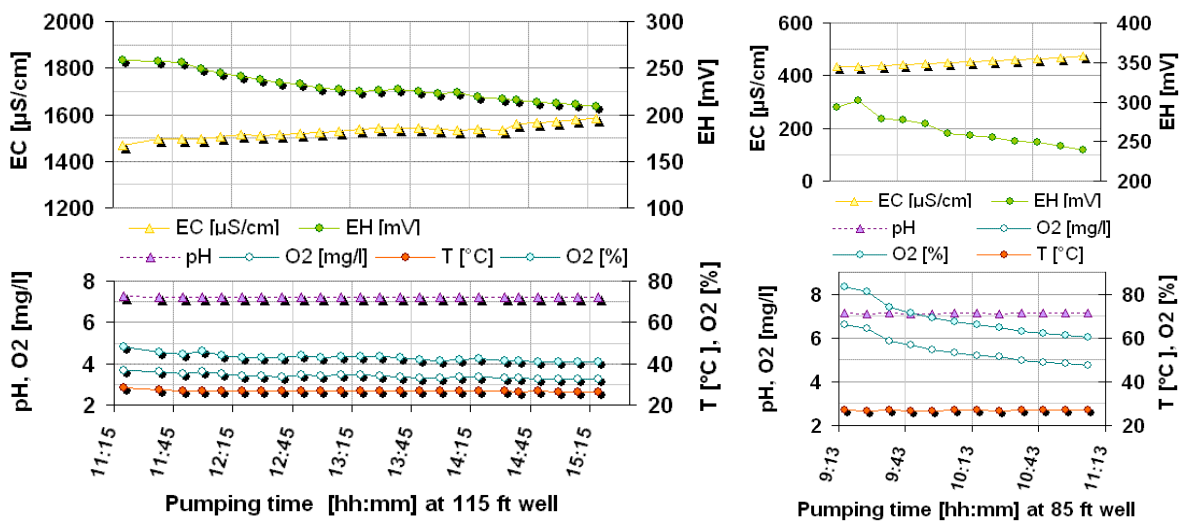 EC [µS/cm]
2000
1800
1600
1400
1200
300
250
200
150
100
EH [mV]
EC [µS/cm] EH [mV]
pH O2 [mg/l] T [°C] O2 [%]
pH, O2 [mg/l]
8
6
4
2
80
60
40
20
T [°C ], O2 [%]
11:15 11:45 12:15 12:45 13:15 13:45 14:15 14:45 15:15
Pumping time [hh:mm] at 115 ft well
EC [µS/cm]
600
400
200
0
400
350
300
250
200
EH [mV]
EC [µS/cm] EH [mV]
pH O2 [mg/l]
O2 [%] T [°C]
pH, O2 [mg/l]
8
6
4
2
80
60
40
20
T [°C ], O2 [%]
9:13 9:43 10:13 10:43 11:13
Pumping time [hh:mm] at 85 ft well